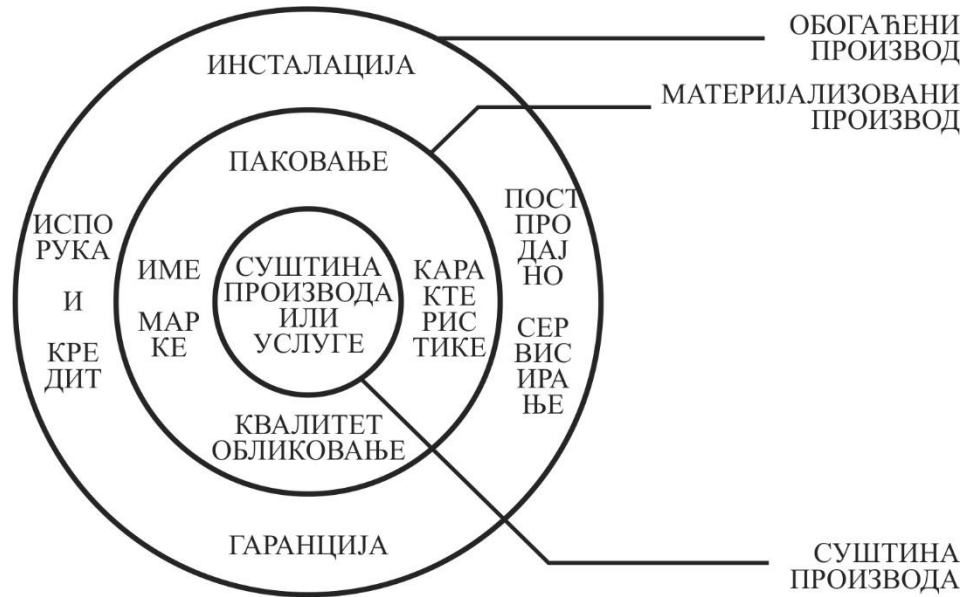 ОБОГАЋЕНИ
ПРОИЗВОД
ИНСТАЛАЦИЈА
МАТЕРИЈАЛИЗОВАНИ
ПРОИЗВОД
ПАКОВАЊЕ
ИСПО
РУКА
И
КРЕ
ДИТ
ИМЕ
МАР
КЕ
СУШТИНА
ПРОИЗВОДА
ИЛИ
УСЛУГЕ
КАРА
КТЕ
РИС
ТИКЕ
ПОСТ
ПРО
ДАЈ
НО
СЕР
ВИС
ИРА
ЊЕ
КВАЛИТЕТ
ОБЛИКОВАЊЕ
ГАРАНЦИЈА
СУШТИНА
ПРОИЗВОДА